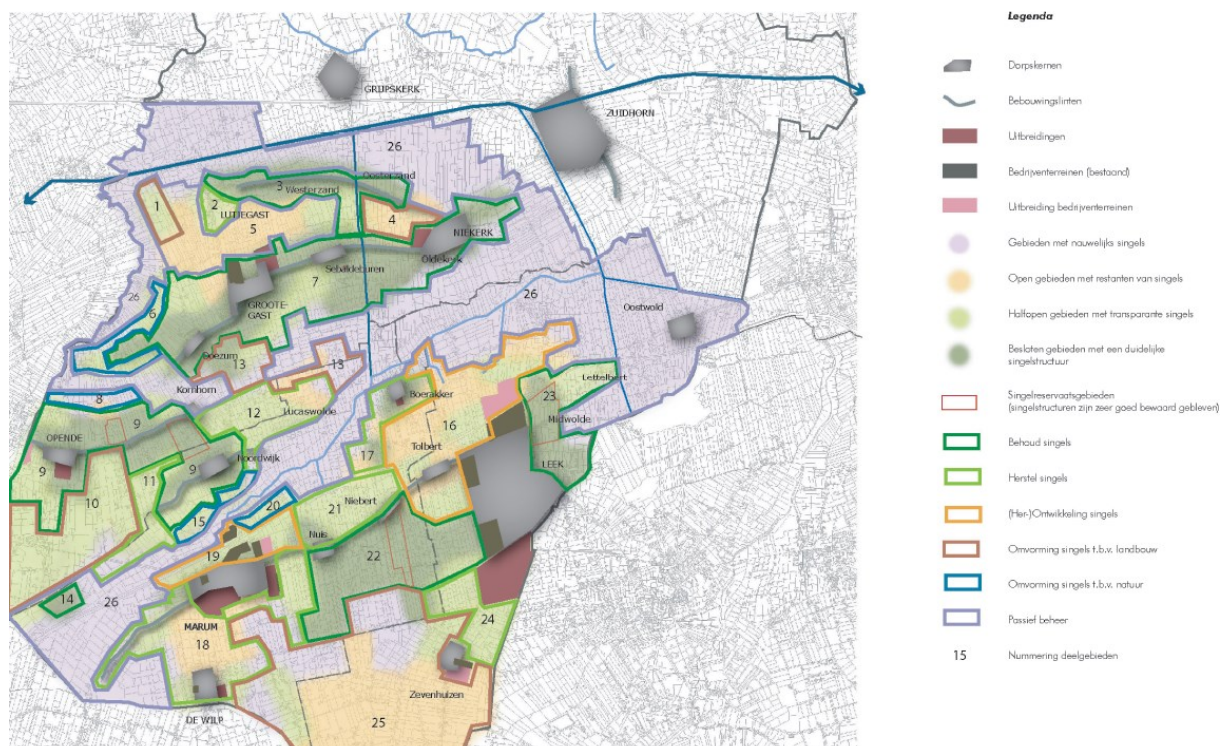 GRIJPSKERK
ZUIDHORN
26
Oosterzand
3
Westerzand
1
2
LUTJEGAST
5
4
NIEKERK
Oldekerk
Sebaldeburen
7
26
26
Oostwold
6
GROOTE-
GAST
Doezum
13
13
Kornhorn
Lettelbert
8
Boerakker
23
12
Lucaswolde
16
Midwolde
9
OPENDE
Tolbert
Noordwijk
17
LEEK
9
9
11
10
20
21
Niebert
15
Nuis
19
22
14
26
MARUM
24
18
Zevenhuizen
DE WILP
25
Legenda
Dorpskernen
Bebouwingslinten
Uitbreidingen
Bedrijventerreinen (bestaand)
Uitbreiding bedrijventerreinen
Gebieden met nauwelijks singels
Open gebieden met restanten van singels
Halfopen gebieden met transparante singels
Besloten gebieden met een duidelijke
singelstructuur
Singelreservaatsgebieden
(singelstructuren zijn zeer goed bewaard gebleven)
Behoud singels
Herstel singels
(Her-)Ontwikkeling singels
Omvorming singels t.b.v. landbouw
Omvorming singels t.b.v. natuur
Passief beheer
15 Nummering deelgebieden